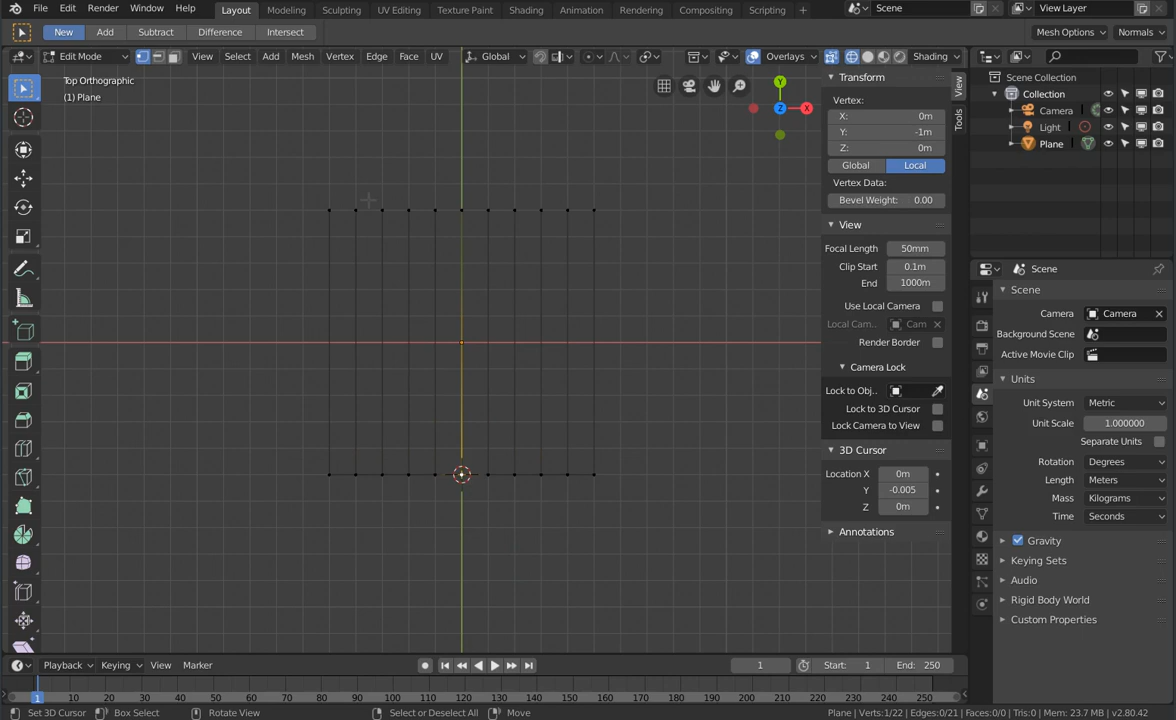 File Edit Render Window Help Layout Modeling Sculpting UV Editing Texture Paint Shading Animation Rendering Compositing Scripting + Scene View Layer
New Add Subtract Difference Intersect Mesh Options Normals
Edit Mode View Select Add Mesh Vertex Edge Face UV Global Overlays Shading
Top Orthographic
(1) Plane
Y
X
Z
Transform
Vertex:
X: 0m
Y: -1m
Z: 0m
Global Local
Vertex Data:
Bevel Weight: 0.00
View
Focal Length 50mm
Clip Start 0.1m
End 1000m
Use Local Camera
Local Cam.. Cam
Render Border
Camera Lock
Lock to Obj..
Lock to 3D Cursor
Lock Camera to View
3D Cursor
Location X 0m
Y -0.005
Z 0m
Annotations
View
Tools
Scene Collection
Collection
Camera
Light
Plane
Scene
Scene
Camera Camera
Background Scene
Active Movie Clip
Units
Unit System Metric
Unit Scale 1.000000
Separate Units
Rotation Degrees
Length Meters
Mass Kilograms
Time Seconds
Gravity
Keying Sets
Audio
Rigid Body World
Custom Properties
Playback Keying View Marker 1 Start: 1 End: 250
1 10 20 30 40 50 60 70 80 90 100 110 120 130 140 150 160 170 180 190 200 210 220 230 240 250
Set 3D Cursor Box Select Rotate View Select or Deselect All Move Plane | Verts:1/22 | Edges:0/21 | Faces:0/0 | Tris:0 | Mem: 23.7 MB | v2.80.42